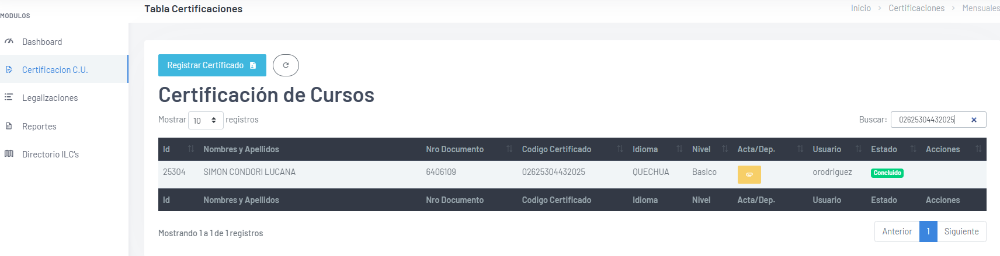 Tabla Certificaciones
Inicio > Certificaciones > Mensuales
MODULOS
Dashboard
Certificacion C.U.
Legalizaciones
Reportes
Directorio ILC's
Registrar Certificado
Certificación de Cursos
Mostrar 10 registros
Buscar: 02625304432025 ×
Id Nombres y Apellidos Nro Documento Codigo Certificado Idioma Nivel Acta/Dep. Usuario Estado Acciones
25304 SIMON CONDORI LUCANA 6406109 02625304432025 QUECHUA Basico orodriguez Concluido
Id Nombres y Apellidos Nro Documento Codigo Certificado Idioma Nivel Acta/Dep. Usuario Estado Acciones
Mostrando 1 a 1 de 1 registros
Anterior 1 Siguiente